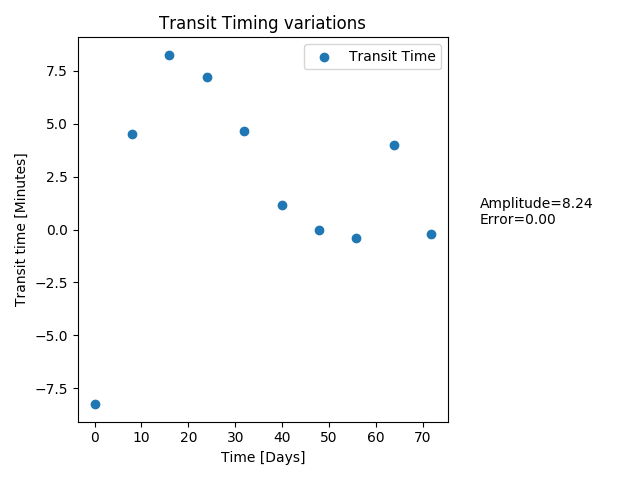 Transit Timing variations
Transit Time
7.5
5.0
2.5
0.0
−2.5
−5.0
−7.5
Transit time [Minutes]
0 10 20 30 40 50 60 70
Time [Days]
Amplitude=8.24
Error=0.00